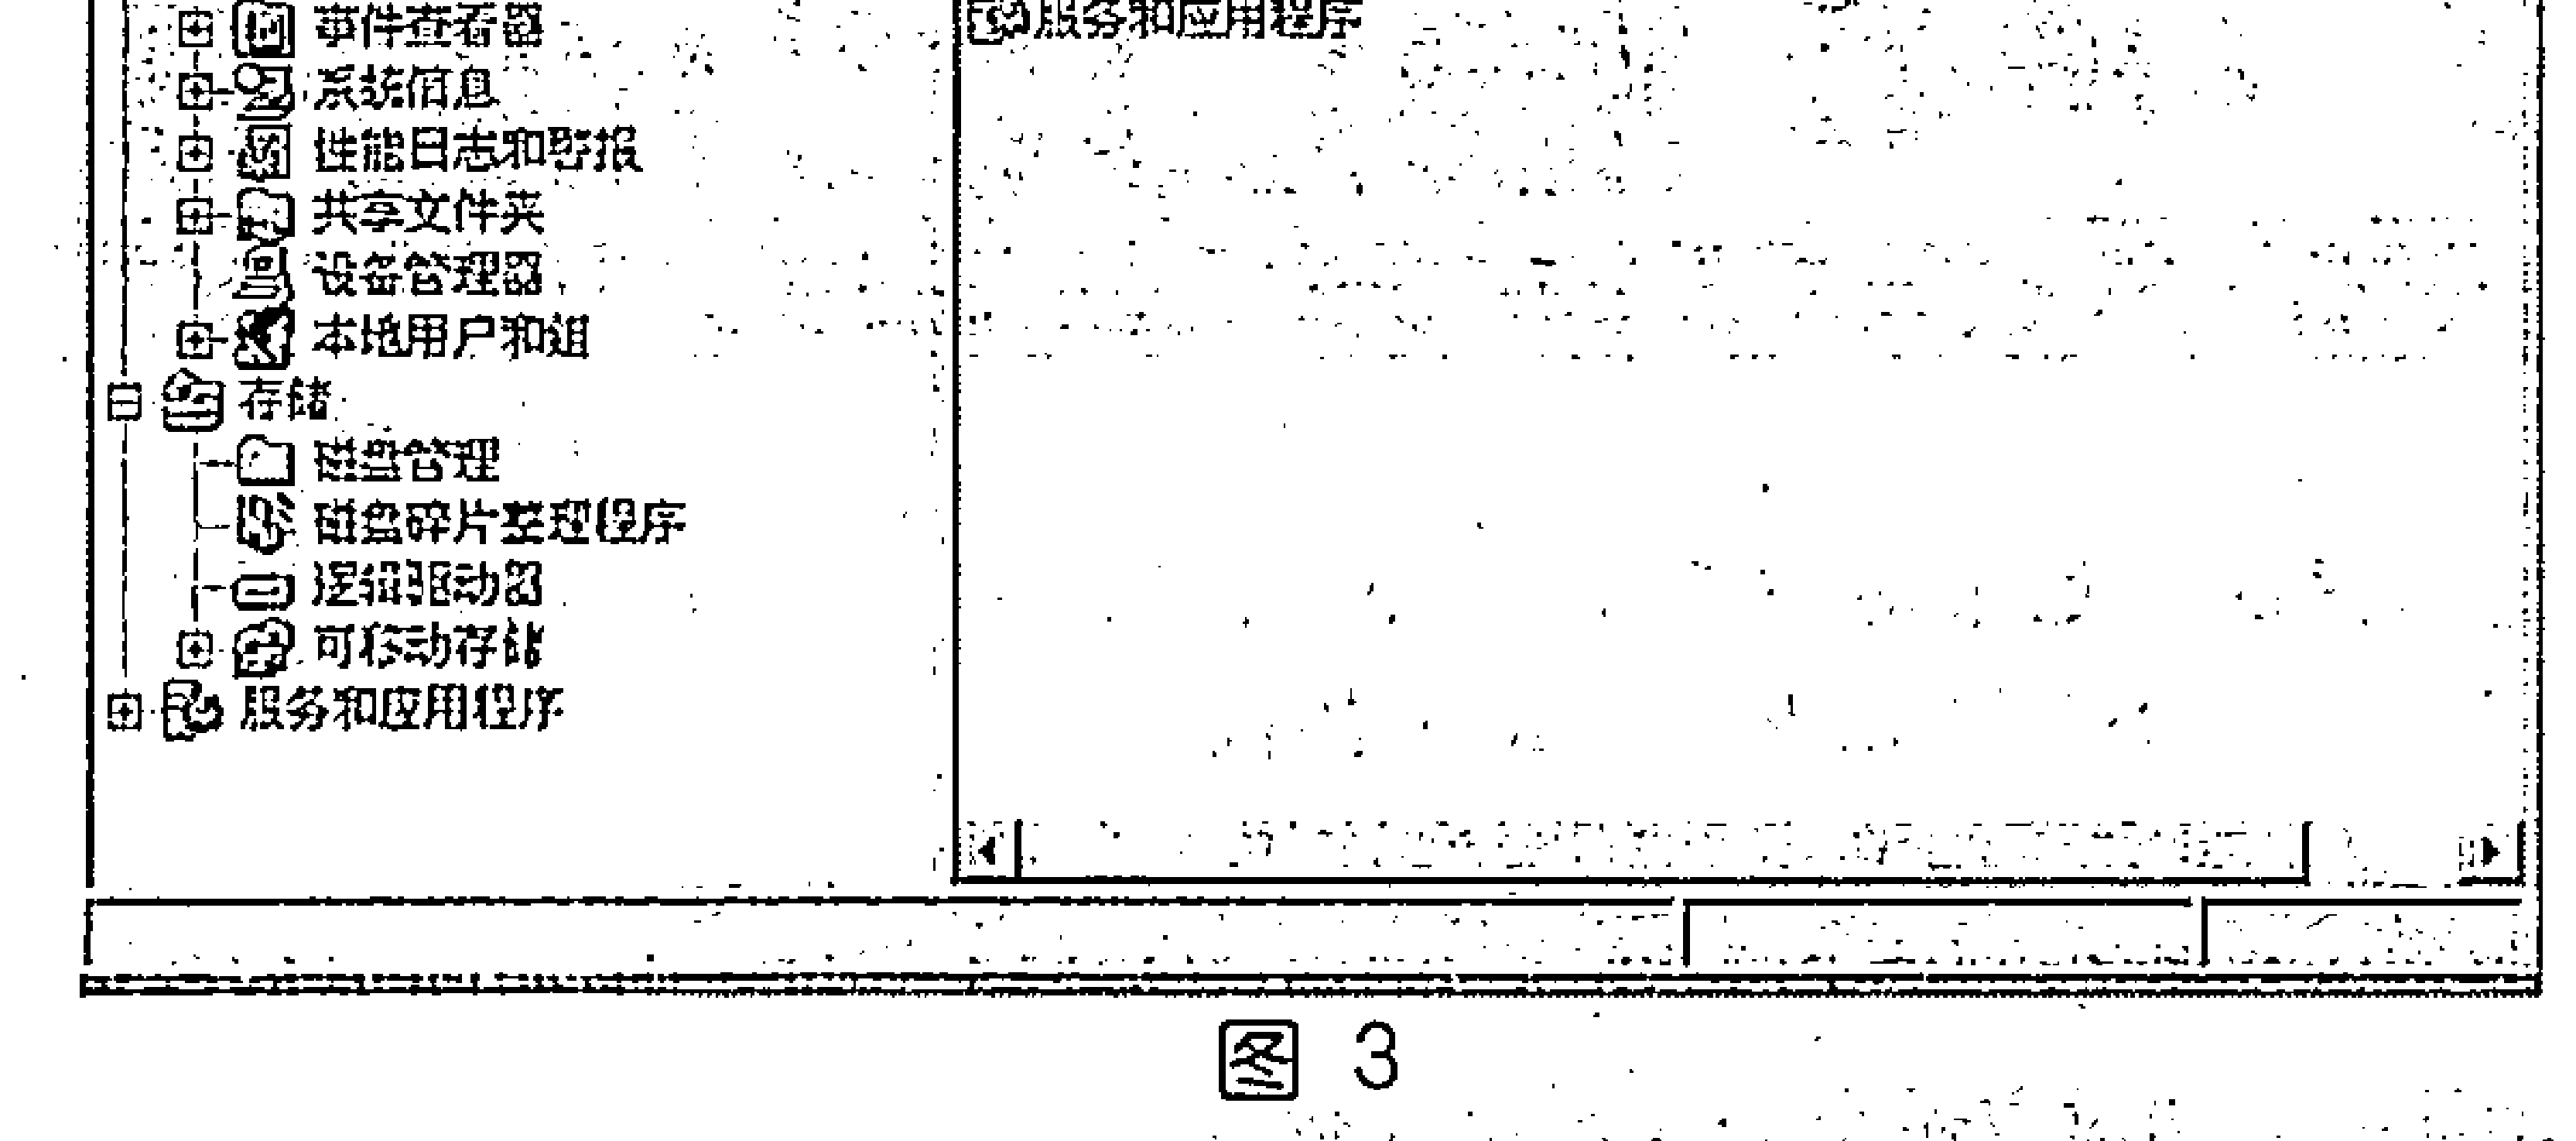 事件查看器
服务和应用程序
系统信息
性能日志和警报
共享文件夹
设备管理器
本地用户和组
存储
磁盘管理
磁盘碎片整理程序
逻辑驱动器
可移动存储
服务和应用程序
图 3